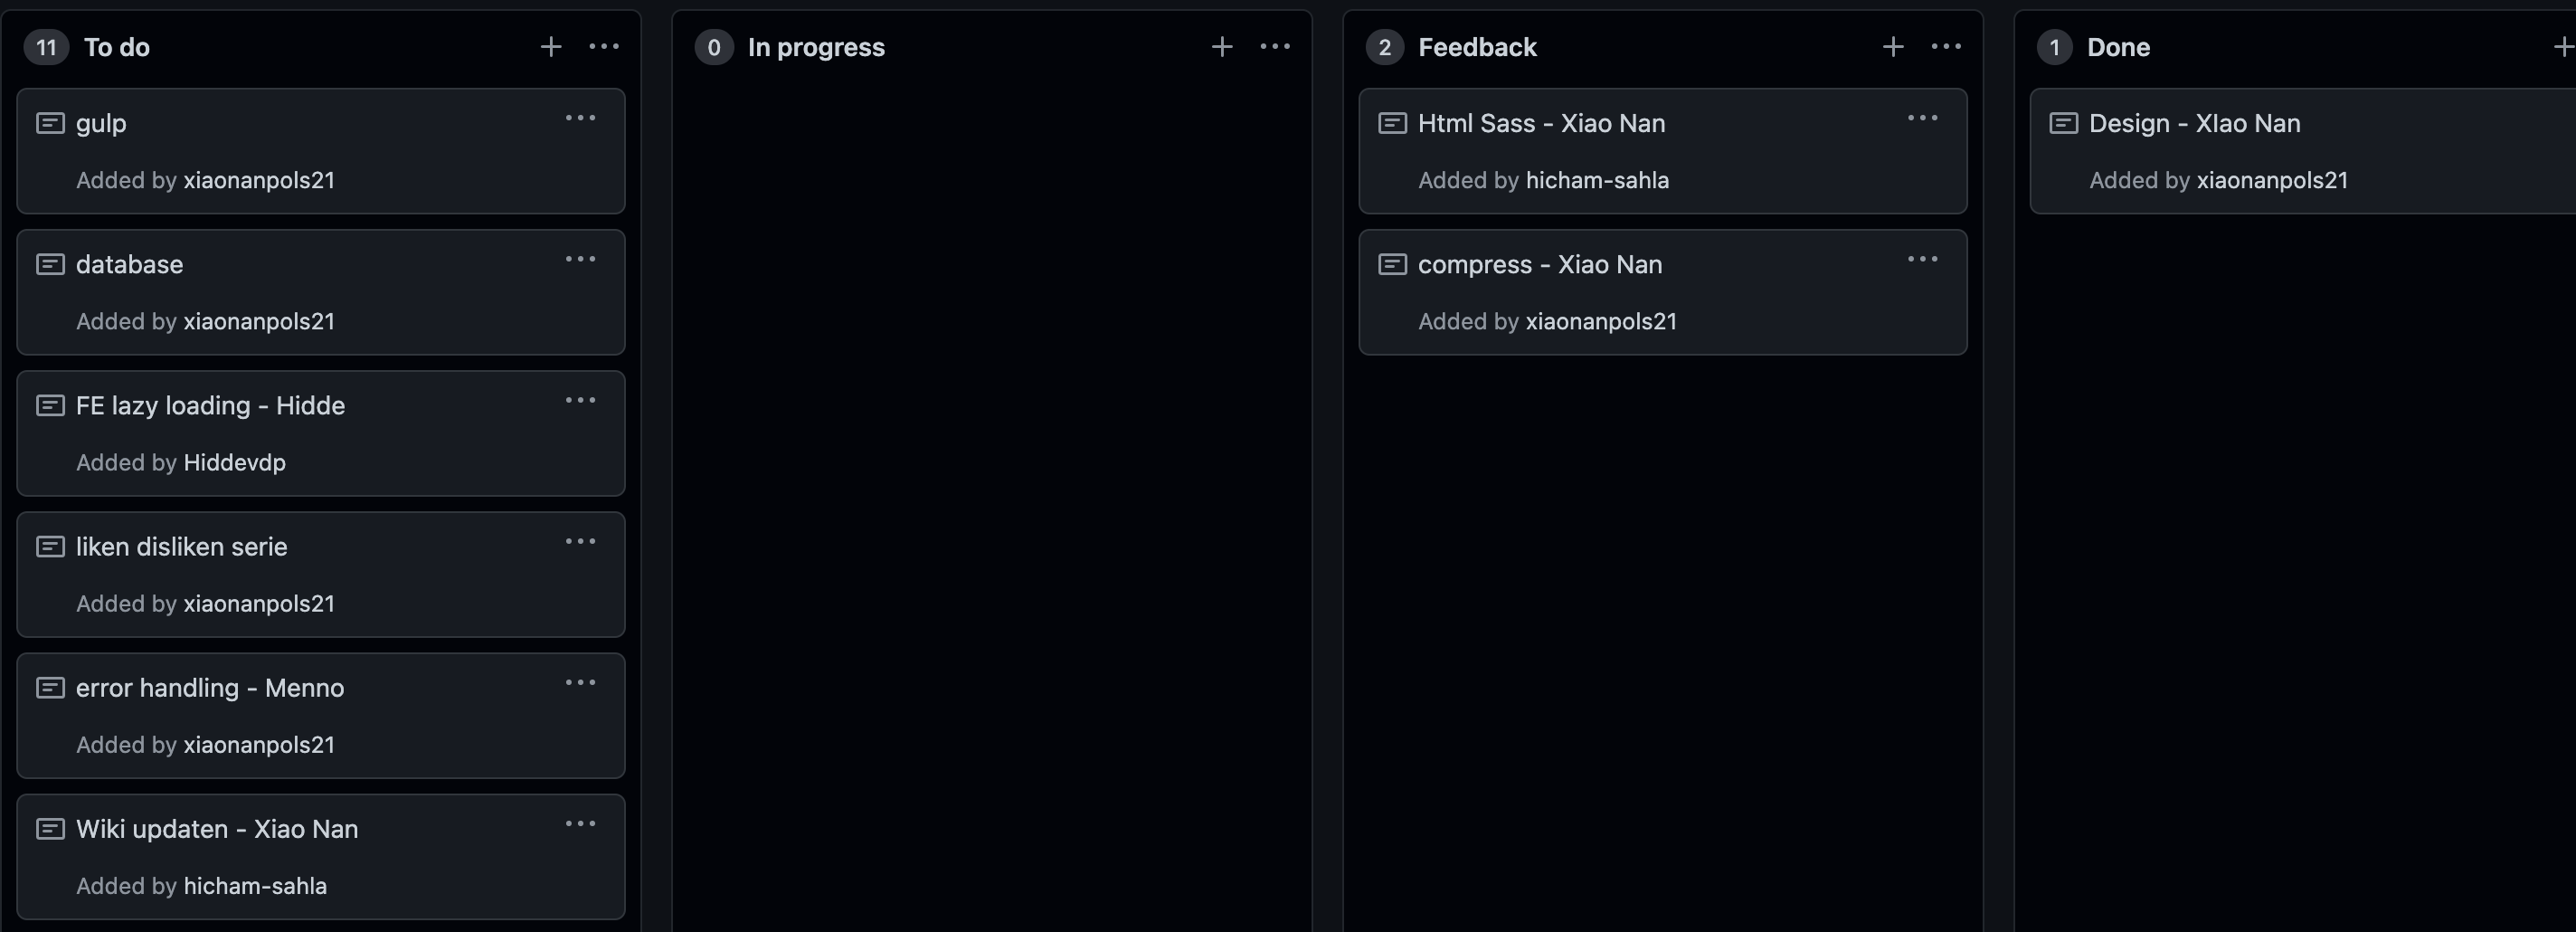 11 To do
gulp
Added by xiaonanpols21
database
Added by xiaonanpols21
FE lazy loading - Hidde
Added by Hiddevdp
liken disliken serie
Added by xiaonanpols21
error handling - Menno
Added by xiaonanpols21
Wiki updaten - Xiao Nan
Added by hicham-sahla
0 In progress
2 Feedback
Html Sass - Xiao Nan
Added by hicham-sahla
compress - Xiao Nan
Added by xiaonanpols21
1 Done
Design - XIao Nan
Added by xiaonanpols21